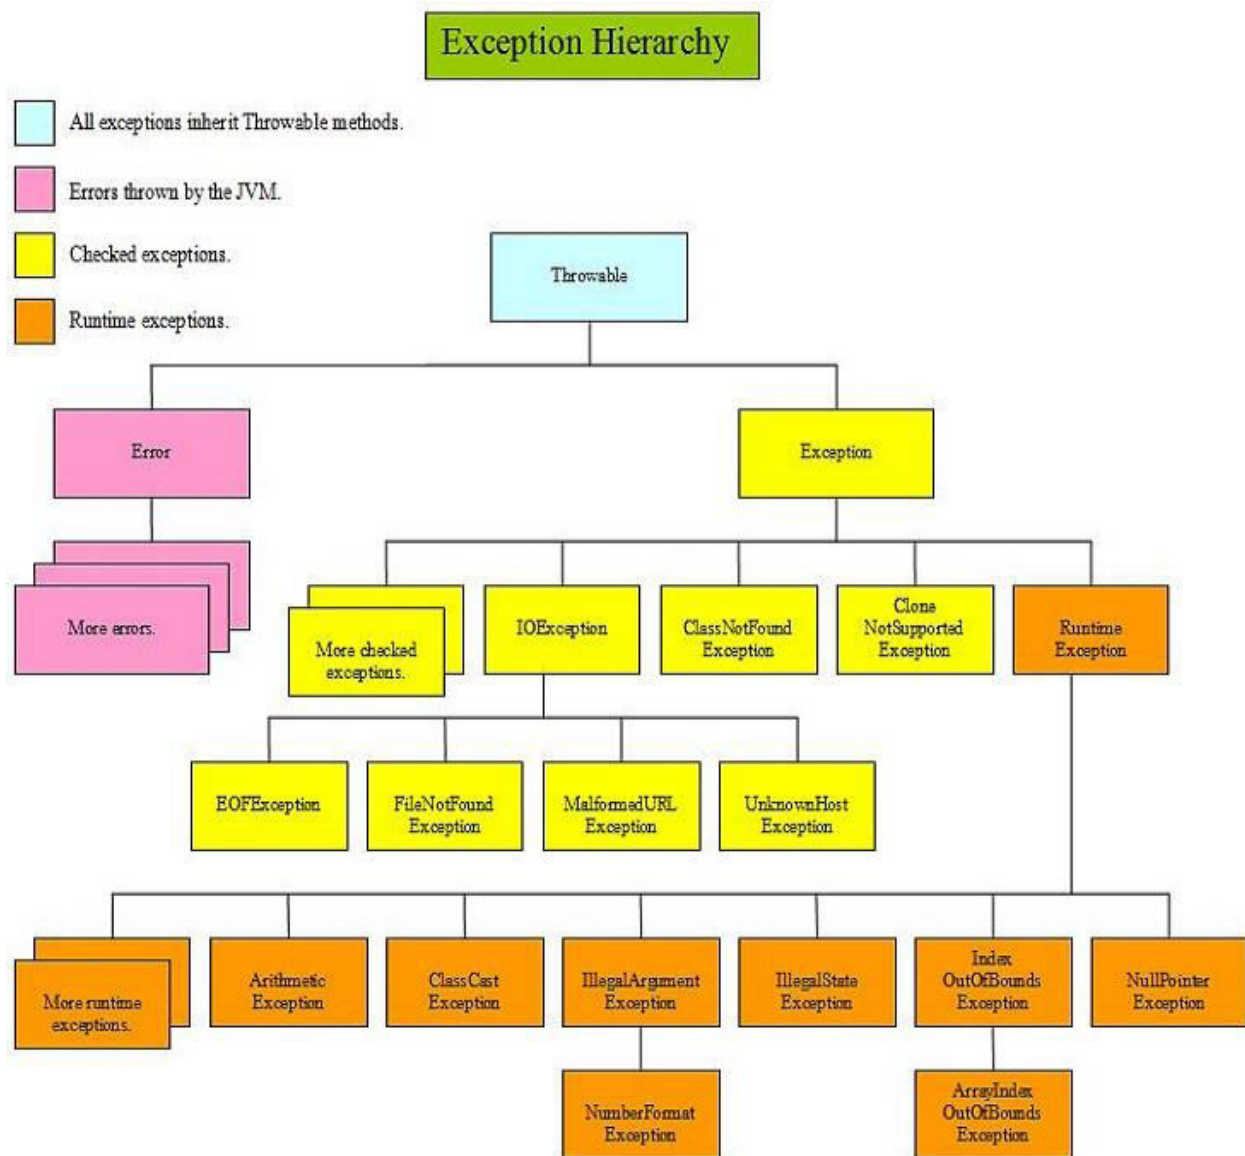 Exception Hierarchy
All exceptions inherit Throwable methods.
Errors thrown by the JVM.
Checked exceptions.
Runtime exceptions.
Throwable
Error
Exception
More errors.
More checked
exceptions.
IOException
ClassNotFound
Exception
Clone
NotSupported
Exception
Runtime
Exception
EOFException
FileNotFound
Exception
MalformedURL
Exception
UnknownHost
Exception
More runtime
exceptions.
Arithmetic
Exception
ClassCast
Exception
IllegalArgument
Exception
IllegalState
Exception
Index
OutOfBounds
Exception
NullPointer
Exception
NumberFormat
Exception
ArrayIndex
OutOfBounds
Exception